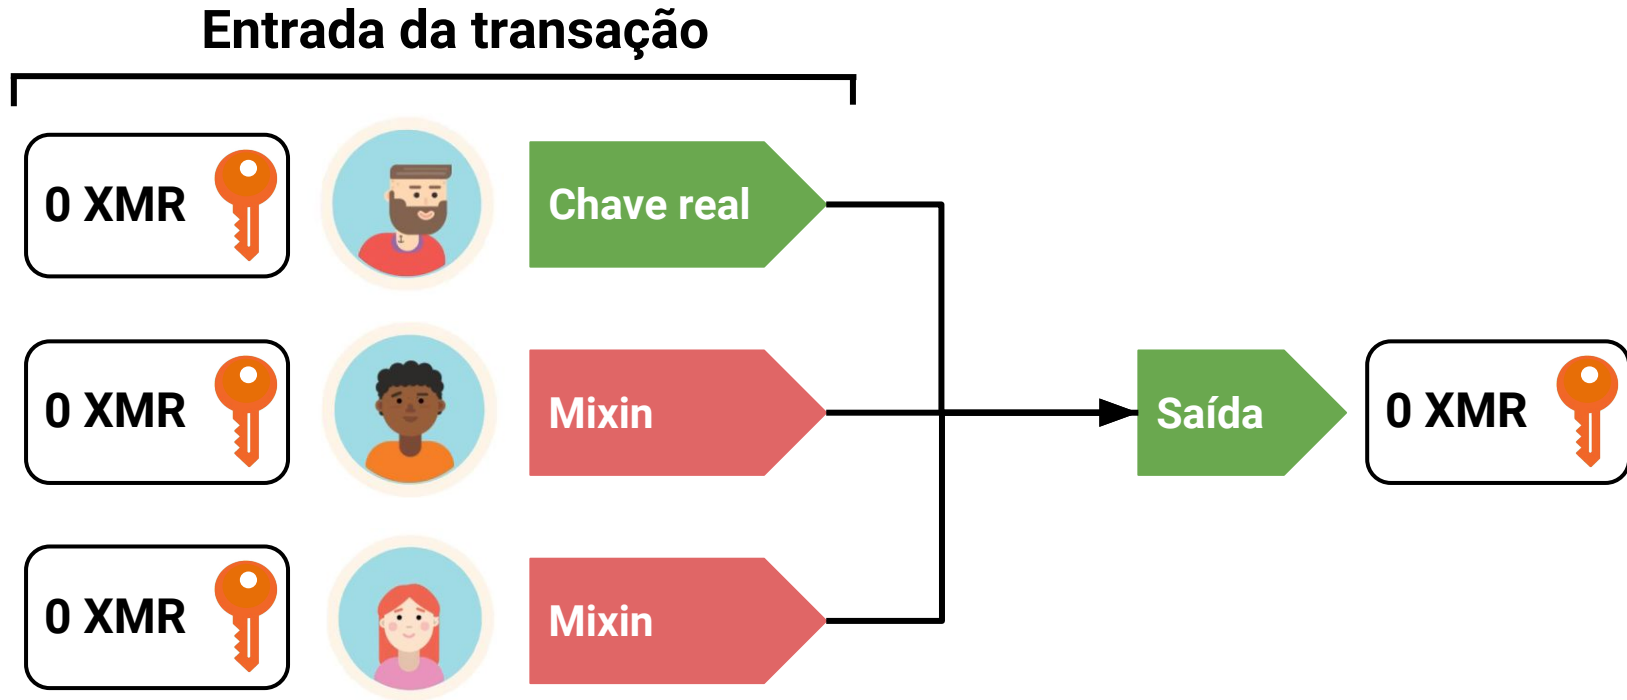 Entrada da transação
0 XMR
Chave real
0 XMR
Mixin
Saída
0 XMR
0 XMR
Mixin